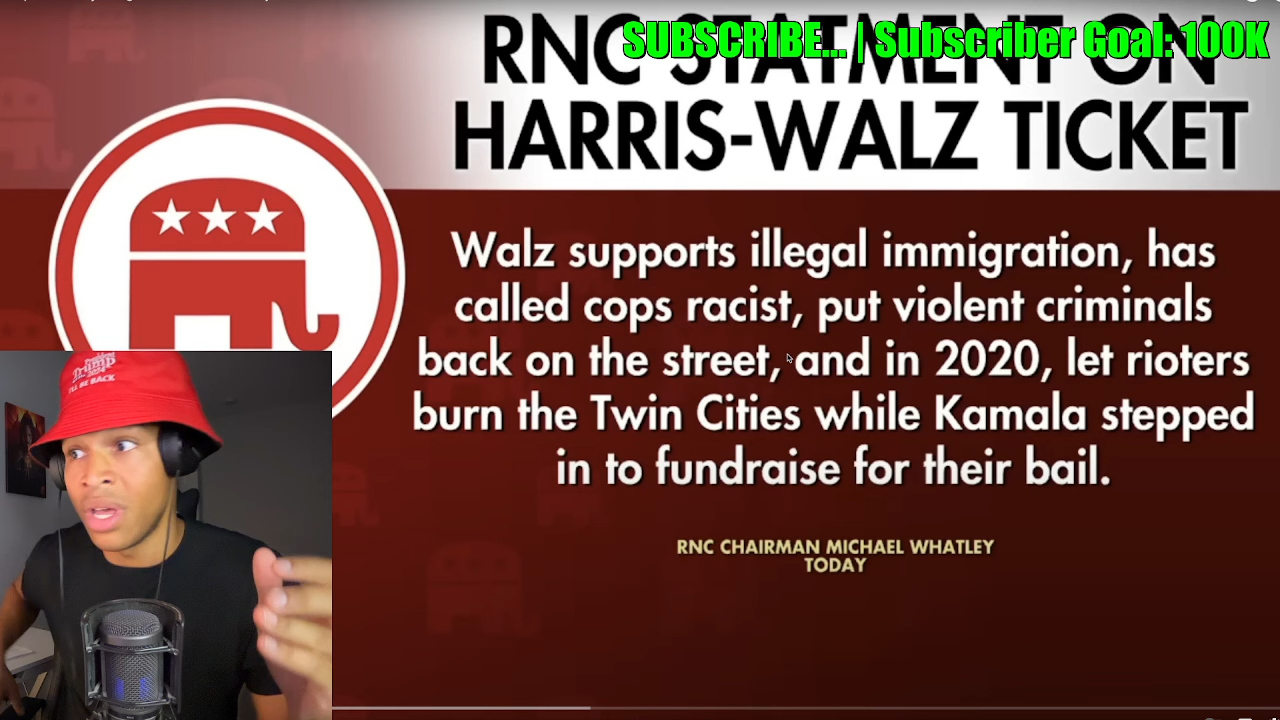 SUBSCRIBE... | Subscriber Goal: 100K
RNC STATMENT ON
HARRIS-WALZ TICKET
Walz supports illegal immigration, has
called cops racist, put violent criminals
back on the street, and in 2020, let rioters
burn the Twin Cities while Kamala stepped
in to fundraise for their bail.
RNC CHAIRMAN MICHAEL WHATLEY
TODAY
Trump
I'LL BE BACK